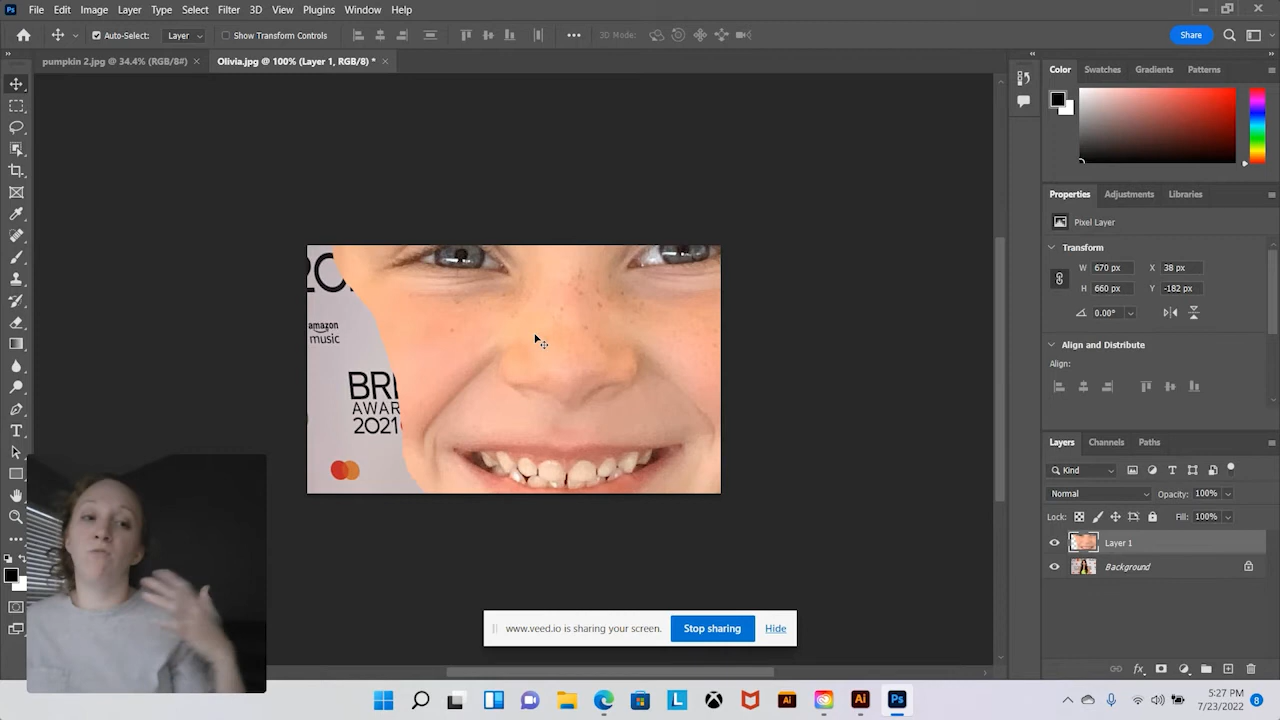 File Edit Image Layer Type Select Filter 3D View Plugins Window Help
Auto-Select: Layer Show Transform Controls 3D Mode: Share
pumpkin 2.jpg @ 34.4% (RGB/8#) × Olivia.jpg @ 100% (Layer 1, RGB/8) * ×
Color Swatches Gradients Patterns
Properties Adjustments Libraries
Pixel Layer
Transform
W 670 px X 38 px
H 660 px Y -182 px
0.00°
Align and Distribute
Align:
Layers Channels Paths
Kind
Normal Opacity: 100%
Lock: Fill: 100%
Layer 1
Background
amazon
music
BRI
AWAR
2021
www.veed.io is sharing your screen. Stop sharing Hide
5:27 PM
7/23/2022 8